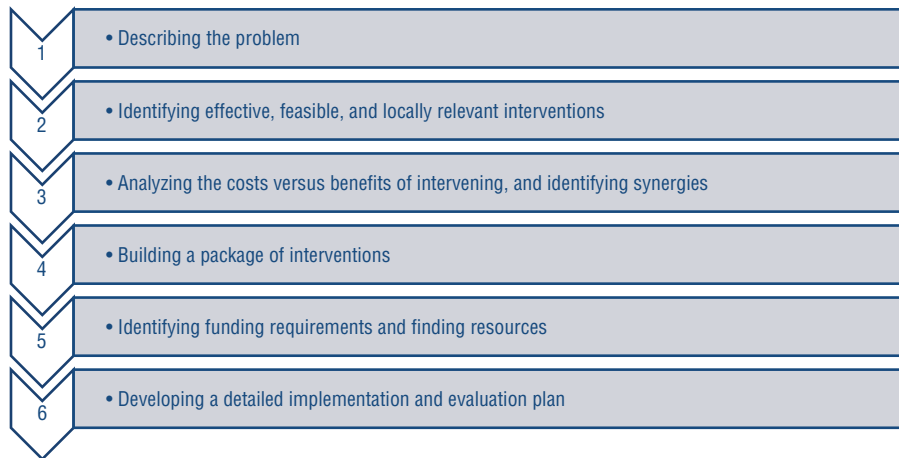 1
• Describing the problem
2
• Identifying effective, feasible, and locally relevant interventions
3
• Analyzing the costs versus benefits of intervening, and identifying synergies
4
• Building a package of interventions
5
• Identifying funding requirements and finding resources
6
• Developing a detailed implementation and evaluation plan